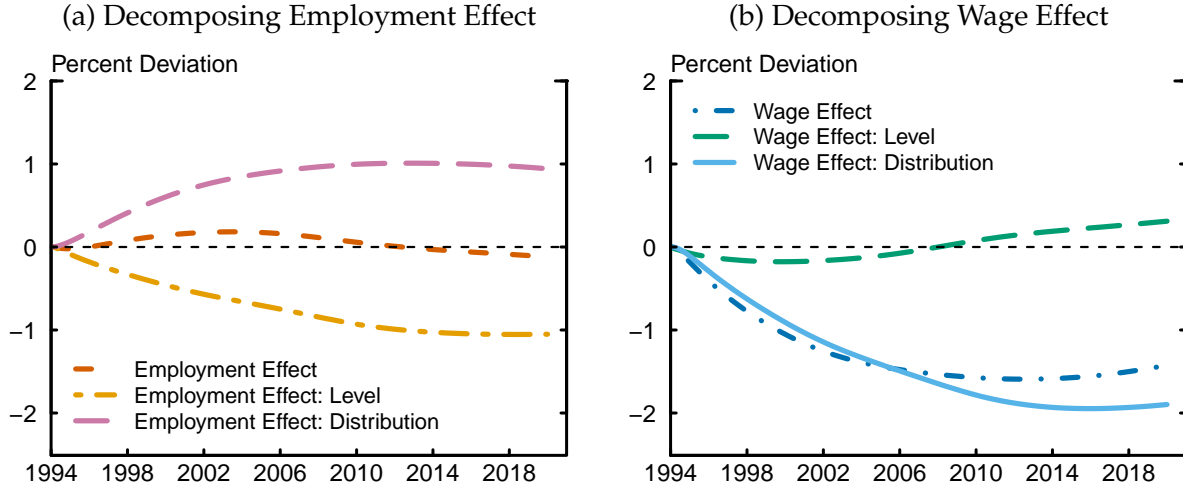 (a) Decomposing Employment Effect
Percent Deviation
2
1
0
−1
−2
Employment Effect
Employment Effect: Level
Employment Effect: Distribution
1994 1998 2002 2006 2010 2014 2018
(b) Decomposing Wage Effect
Percent Deviation
2
1
0
−1
−2
Wage Effect
Wage Effect: Level
Wage Effect: Distribution
1994 1998 2002 2006 2010 2014 2018